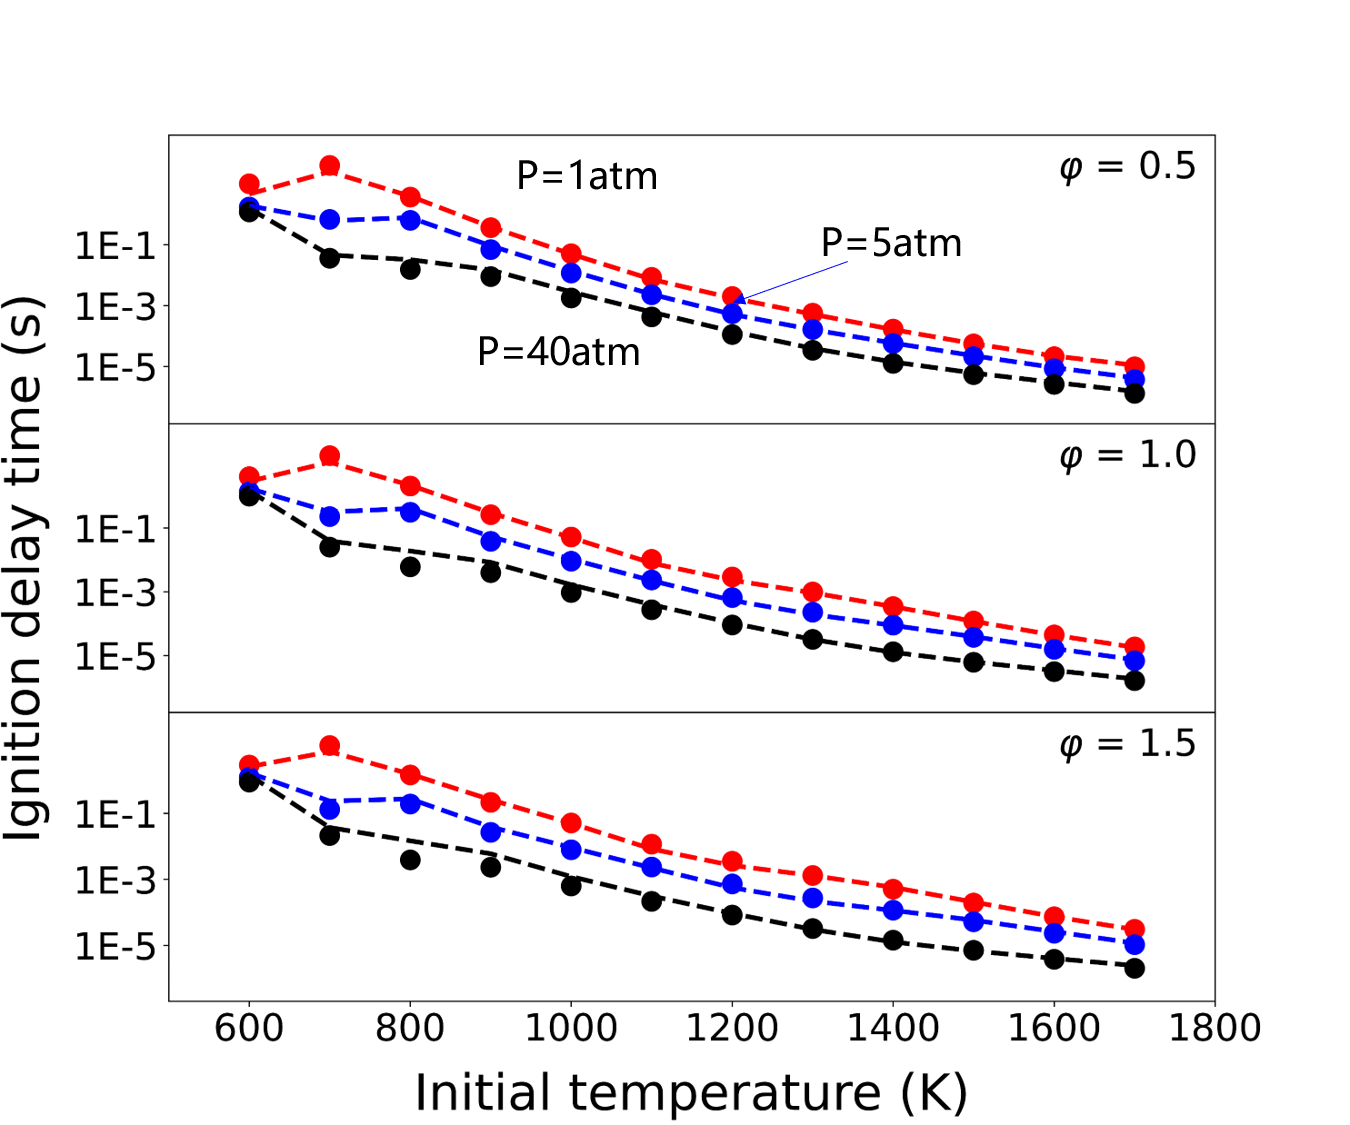 φ = 0.5
P=1atm
P=5atm
P=40atm
1E-1
1E-3
1E-5
φ = 1.0
1E-1
1E-3
1E-5
φ = 1.5
1E-1
1E-3
1E-5
600 800 1000 1200 1400 1600 1800
Initial temperature (K)
Ignition delay time (s)